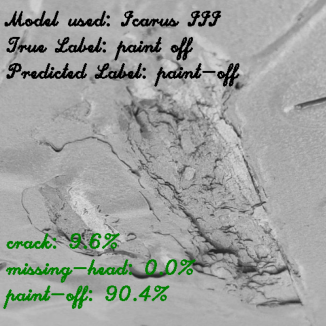 Model used: Icarus III
True Label: paint off
Predicted Label: paint-off
crack: 9.6%
missing-head: 0.0%
paint-off: 90.4%